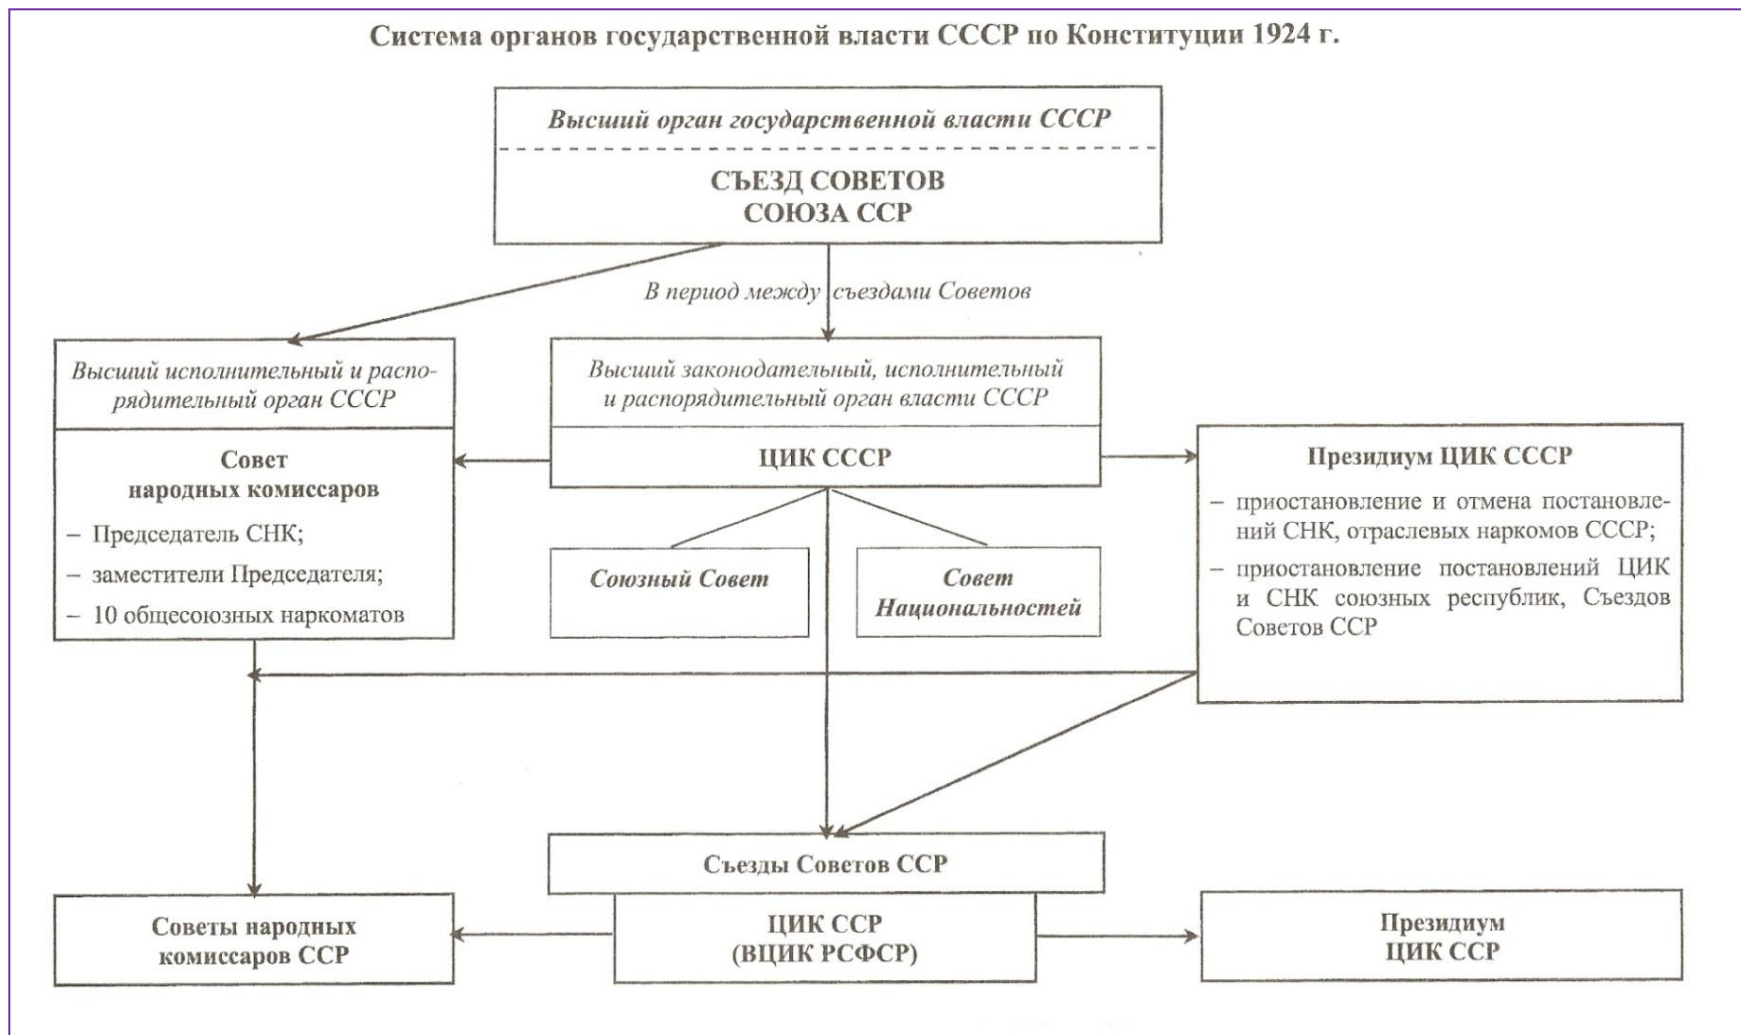 Система органов государственной власти СССР по Конституции 1924 г.
Высший орган государственной власти СССР
СЪЕЗД СОВЕТОВ
СОЮЗА ССР
В период между съездами Советов
Высший исполнительный и распо-
рядительный орган СССР
Совет
народных комиссаров
– Председатель СНК;
– заместители Председателя;
– 10 общесоюзных наркоматов
Высший законодательный, исполнительный
и распорядительный орган власти СССР
ЦИК СССР
Союзный Совет
Совет
Национальностей
Президиум ЦИК СССР
– приостановление и отмена постановле-
ний СНК, отраслевых наркомов СССР;
– приостановление постановлений ЦИК
и СНК союзных республик, Съездов
Советов ССР
Съезды Советов ССР
Советы народных
комиссаров ССР
ЦИК ССР
(ВЦИК РСФСР)
Президиум
ЦИК ССР